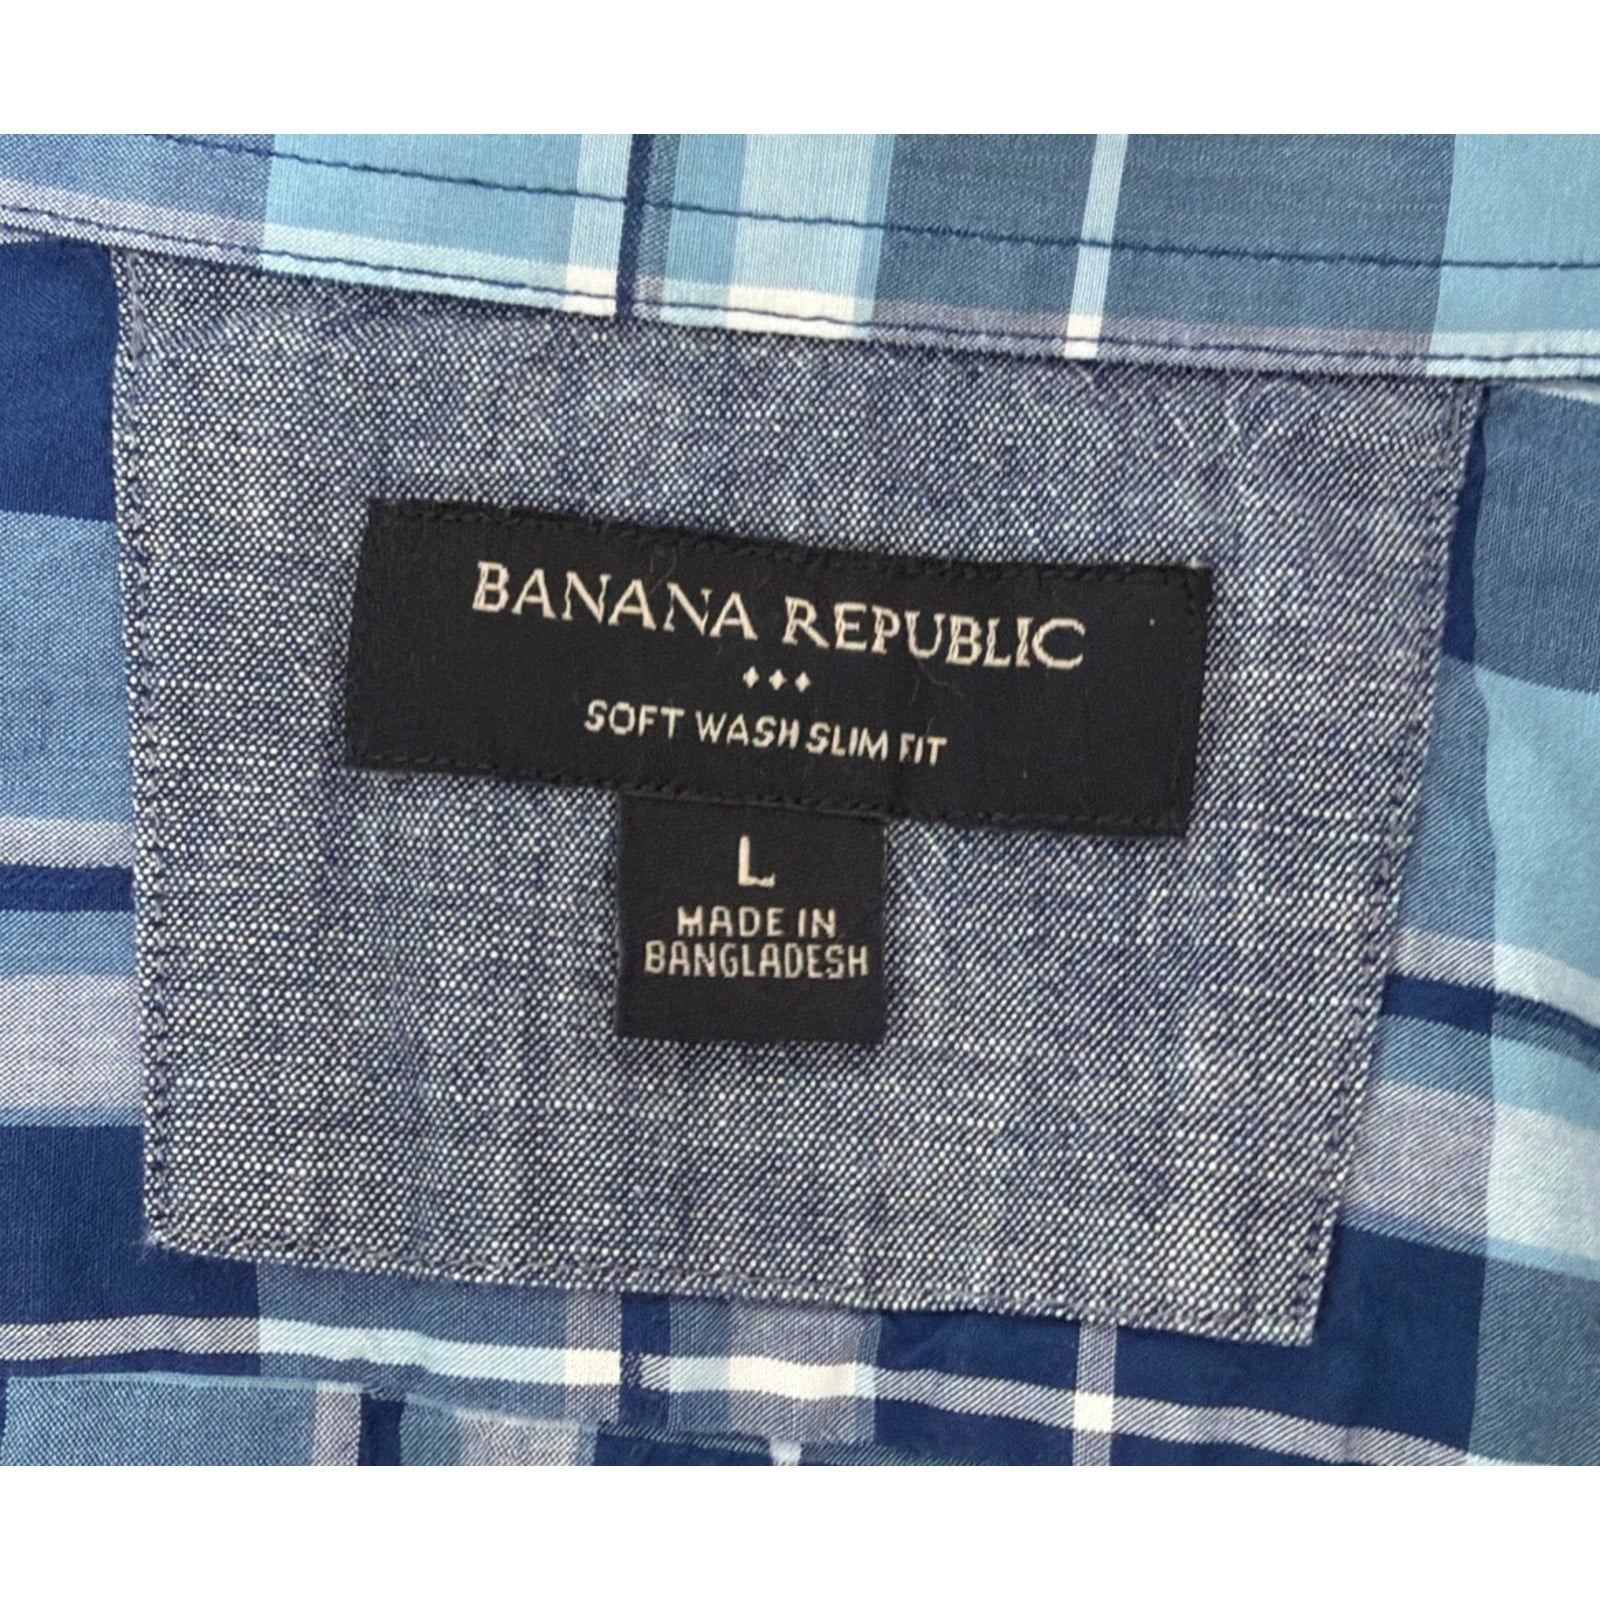 BANANA REPUBLIC
SOFT WASH SLIM FIT
L
MADE IN
BANGLADESH